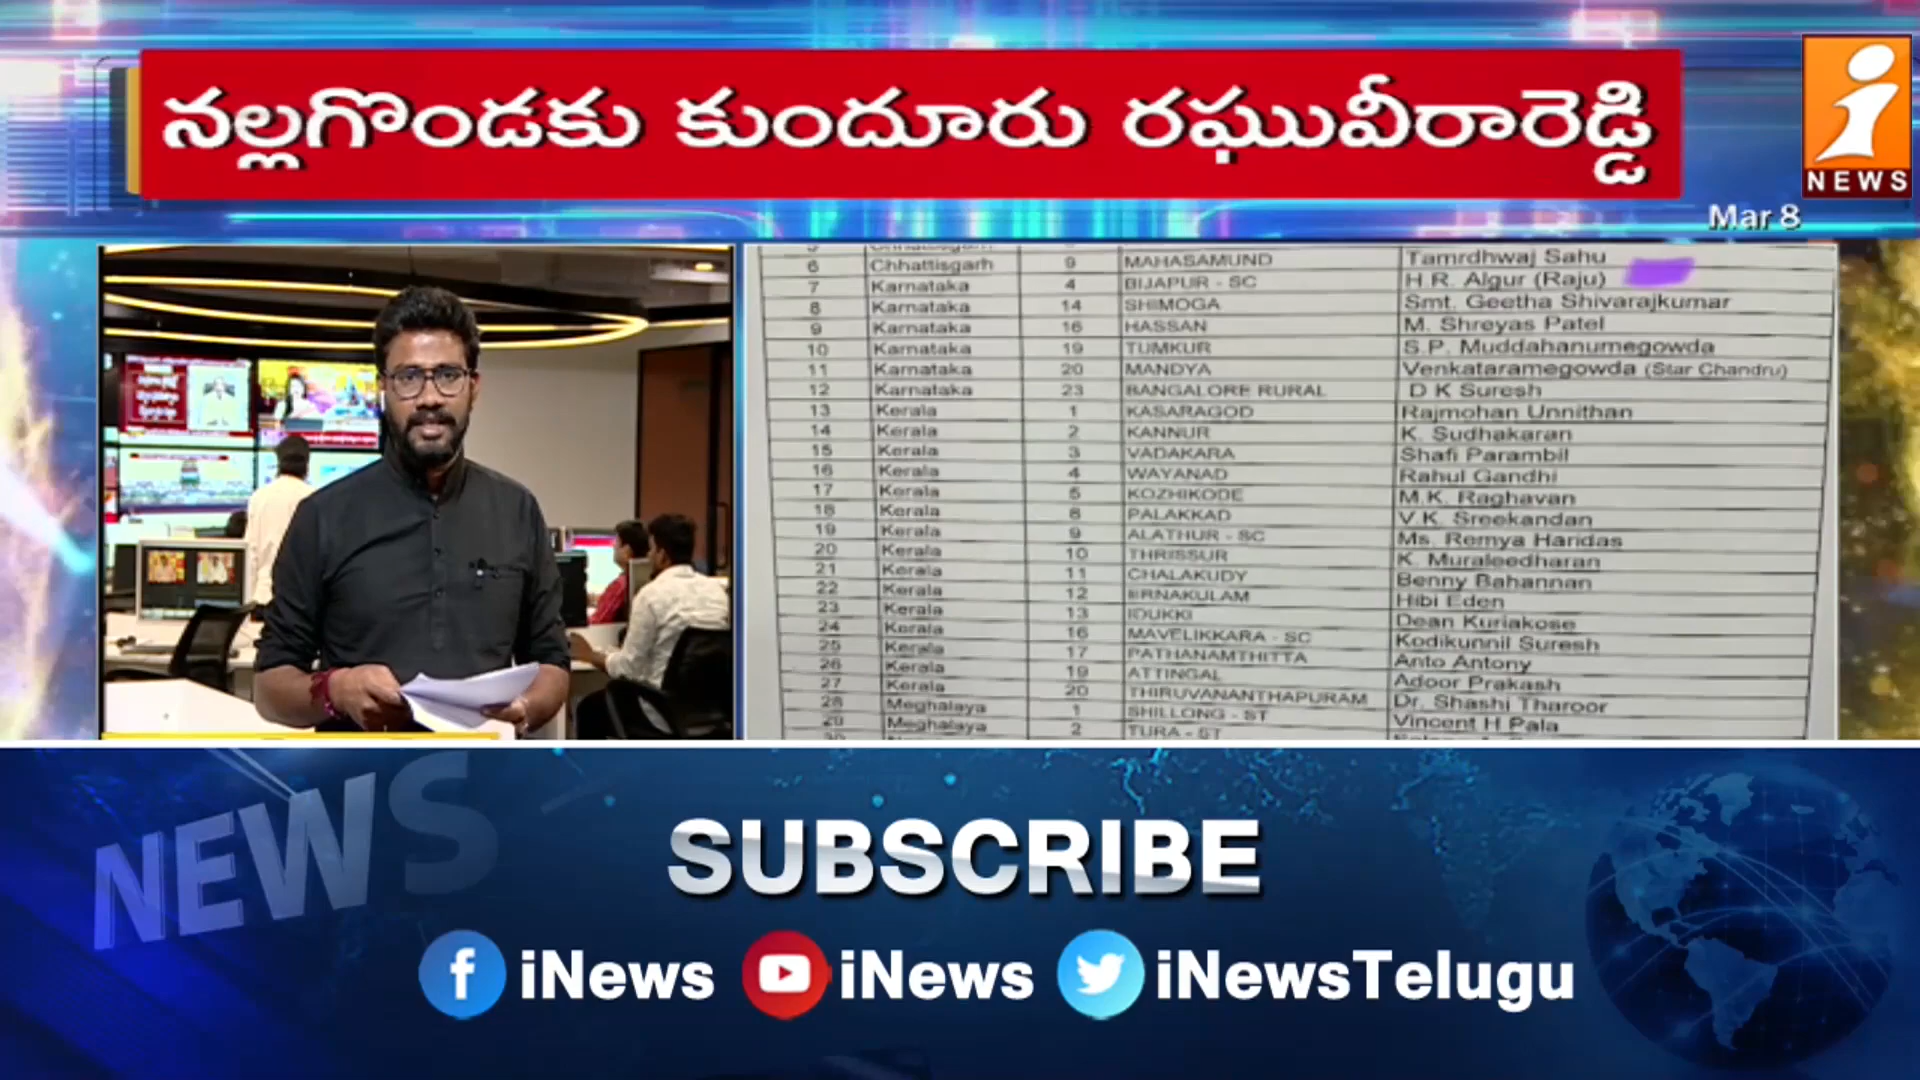 నల్లగొండకు కుందూరు రఘువీరారెడ్డి
i
NEWS
Mar 8
6 Chhattisgarh 9 MAHASAMUND Tamrdhwaj Sahu
7 Karnataka 4 BIJAPUR - SC H.R. Algur (Raju)
8 Karnataka 14 SHIMOGA Smt. Geetha Shivarajkumar
9 Karnataka 16 HASSAN M. Shreyas Patel
10 Karnataka 19 TUMKUR S.P. Muddahanumegowda
11 Karnataka 20 MANDYA Venkataramegowda (Star Chandru)
12 Karnataka 23 BANGALORE RURAL D K Suresh
13 Kerala 1 KASARAGOD Rajmohan Unnithan
14 Kerala 2 KANNUR K. Sudhakaran
15 Kerala 3 VADAKARA Shafi Parambil
16 Kerala 4 WAYANAD Rahul Gandhi
17 Kerala 5 KOZHIKODE M.K. Raghavan
18 Kerala 8 PALAKKAD V.K. Sreekandan
19 Kerala 9 ALATHUR - SC Ms. Remya Haridas
20 Kerala 10 THRISSUR K. Muraleedharan
21 Kerala 11 CHALAKUDY Benny Bahannan
22 Kerala 12 ERNAKULAM Hibi Eden
23 Kerala 13 IDUKKI Dean Kuriakose
24 Kerala 16 MAVELIKKARA - SC Kodikunnil Suresh
25 Kerala 17 PATHANAMTHITTA Anto Antony
26 Kerala 19 ATTINGAL Adoor Prakash
27 Kerala 20 THIRUVANANTHAPURAM Dr. Shashi Tharoor
28 Meghalaya 1 SHILLONG - ST Vincent H Pala
29 Meghalaya 2 TURA - ST
NEWS
SUBSCRIBE
iNews iNews iNewsTelugu